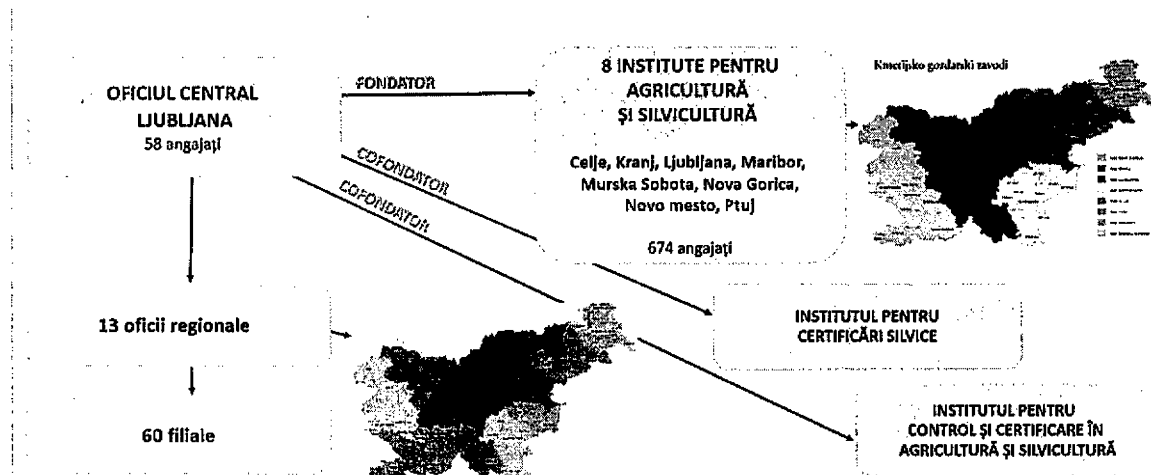 OFICIUL CENTRAL
LJUBLJANA
58 angajați
FONDATOR
COFONDATOR
COFONDATOR
8 INSTITUTE PENTRU
AGRICULTURĂ
ȘI SILVICULTURĂ
Celje, Kranj, Ljubljana, Maribor,
Murska Sobota, Nova Gorica,
Novo mesto, Ptuj
674 angajați
Kmetijsko gozdarski zavodi
13 oficii regionale
60 filiale
INSTITUTUL PENTRU
CERTIFICĂRI SILVICE
INSTITUTUL PENTRU
CONTROL ȘI CERTIFICARE ÎN
AGRICULTURĂ ȘI SILVICULTURĂ